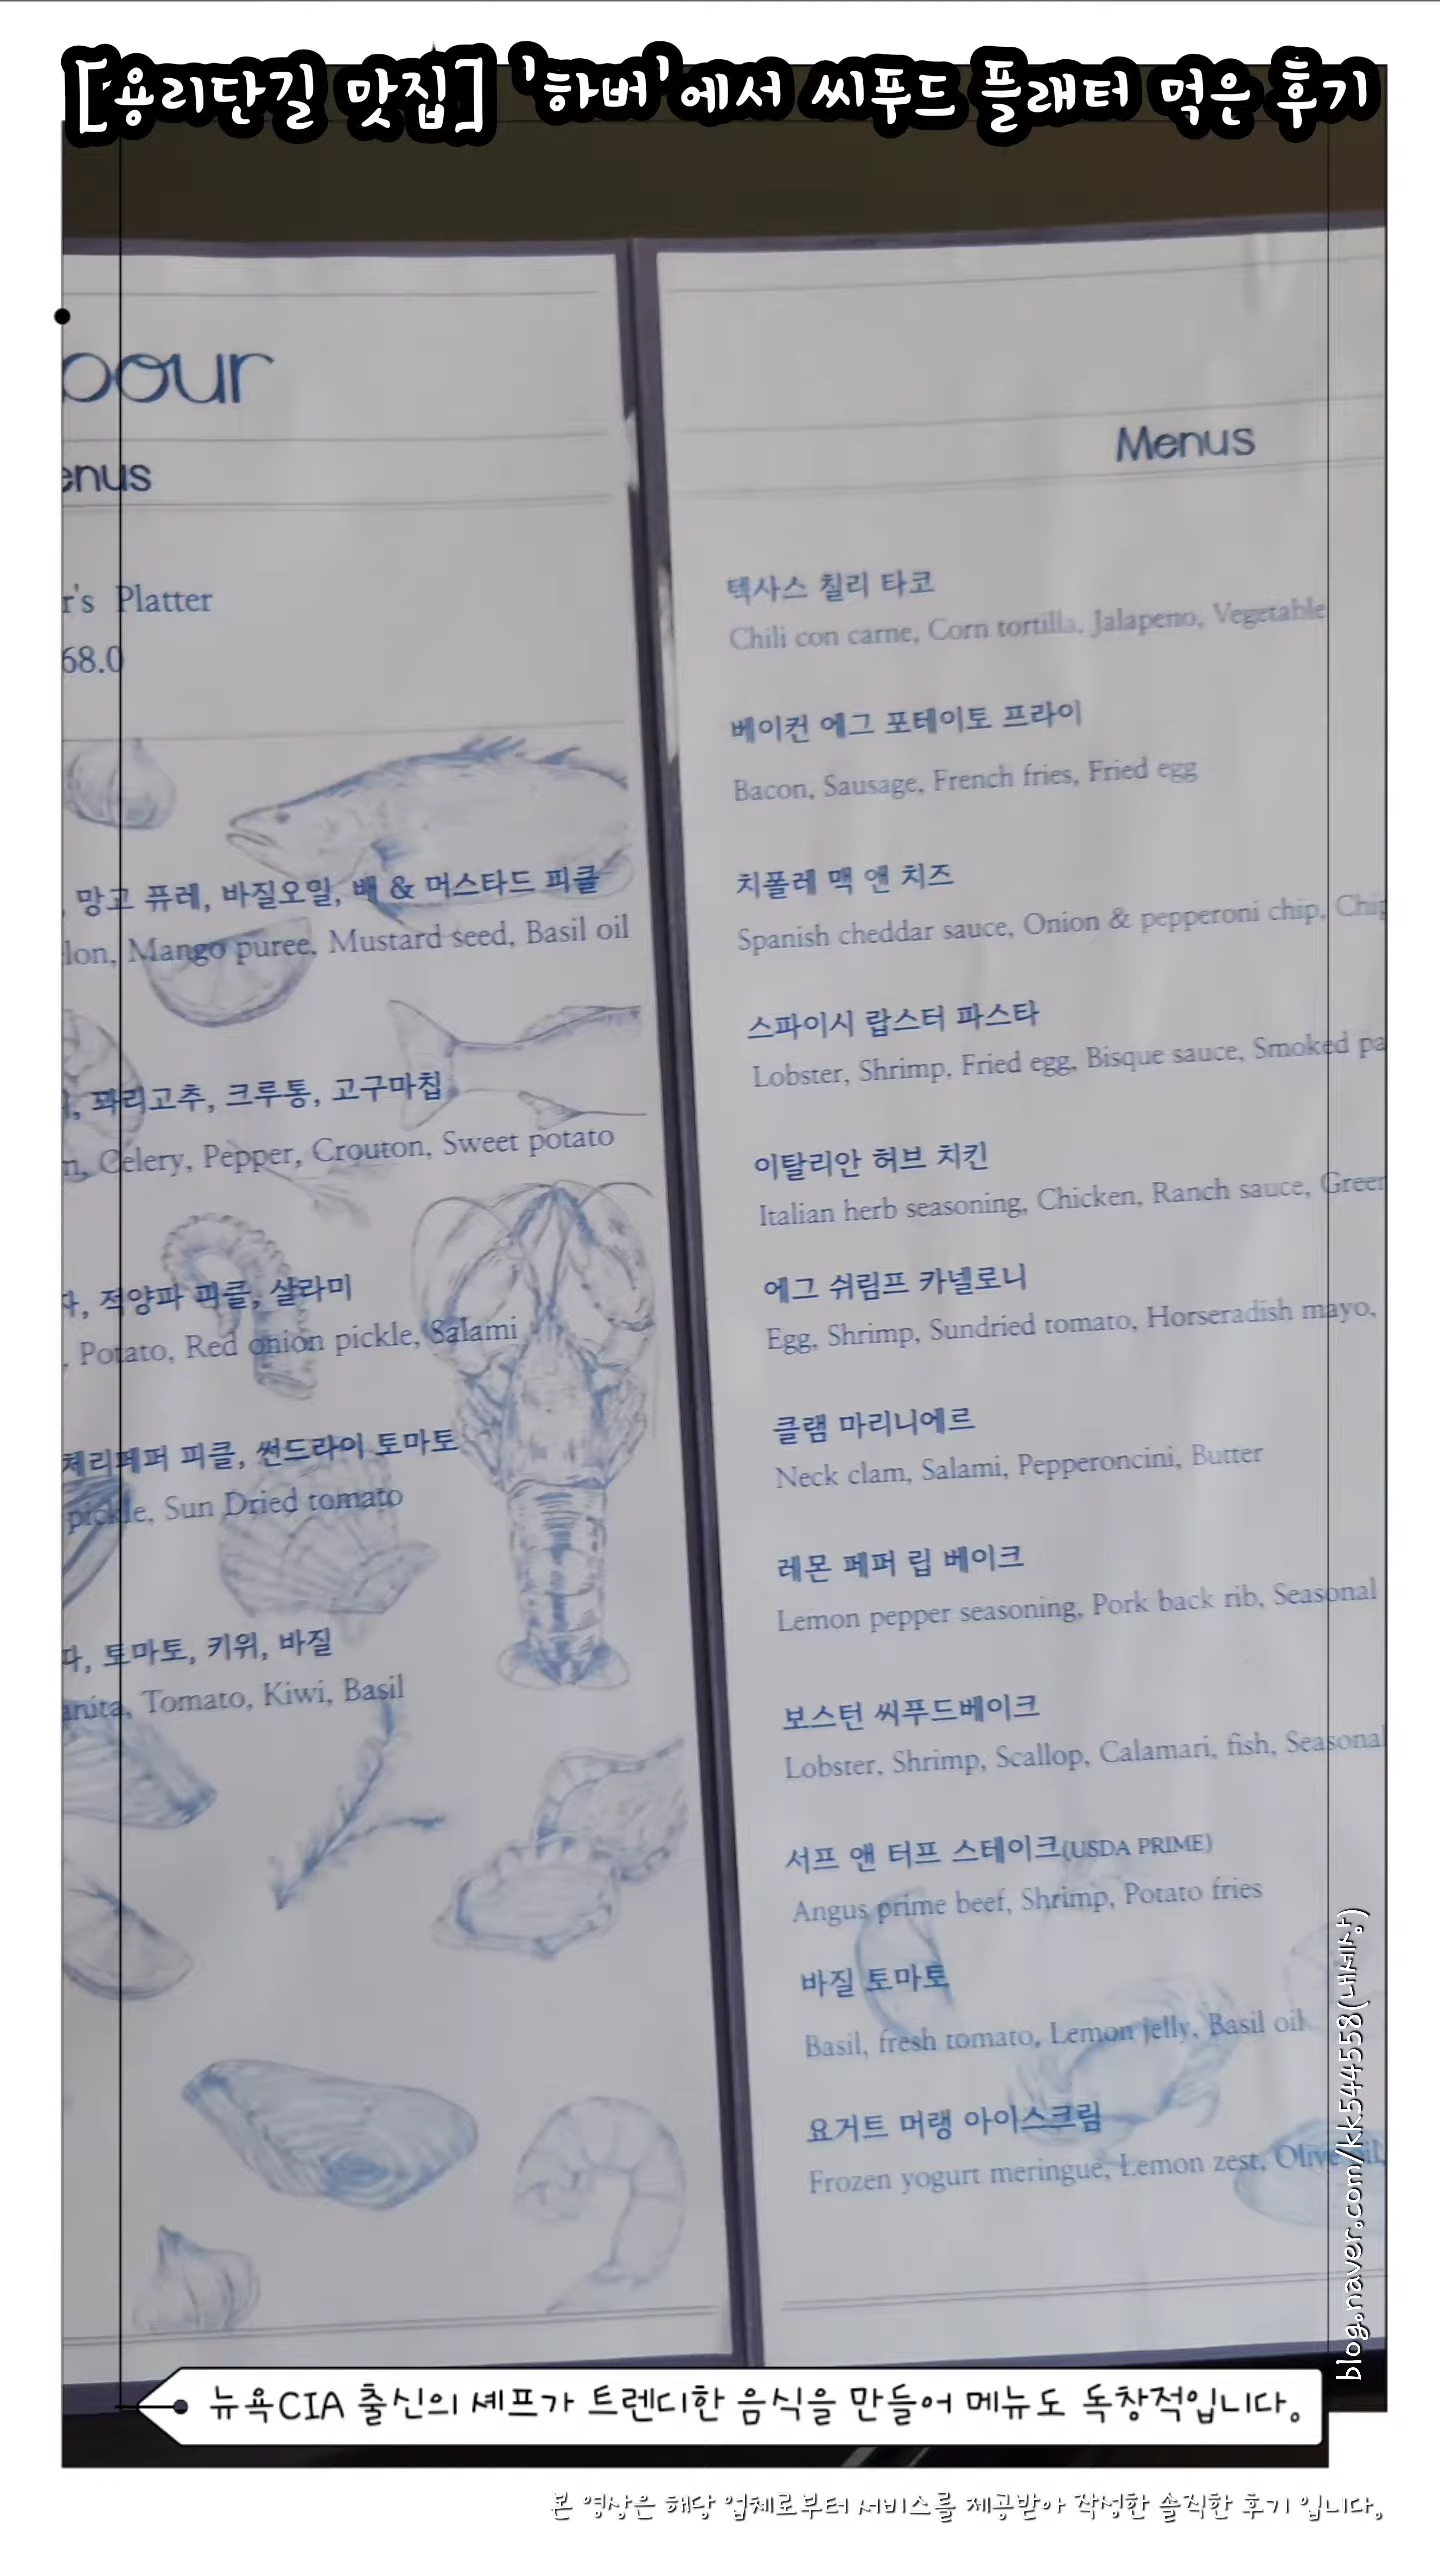 [용리단길 맛집] '하버'에서 씨푸드 플래터 먹은 후기
bour
enus
r's Platter
68.0
, 망고 퓨레, 바질오일, 배 & 머스타드 피클
lon, Mango puree, Mustard seed, Basil oil
, 꽈리고추, 크루통, 고구마칩
n, Celery, Pepper, Crouton, Sweet potato
적양파 피클, 살라미
, Potato, Red onion pickle, Salami
체리페퍼 피클, 썬드라이 토마토
pickle, Sun Dried tomato
다, 토마토, 키위, 바질
anita, Tomato, Kiwi, Basil
Menus
텍사스 칠리 타코
Chili con carne, Corn tortilla, Jalapeno, Vegetable
베이컨 에그 포테이토 프라이
Bacon, Sausage, French fries, Fried egg
치폴레 맥 앤 치즈
Spanish cheddar sauce, Onion & pepperoni chip, Chip
스파이시 랍스터 파스타
Lobster, Shrimp, Fried egg, Bisque sauce, Smoked pa
이탈리안 허브 치킨
Italian herb seasoning, Chicken, Ranch sauce, Green
에그 쉬림프 카넬로니
Egg, Shrimp, Sundried tomato, Horseradish mayo,
클램 마리니에르
Neck clam, Salami, Pepperoncini, Butter
레몬 페퍼 립 베이크
Lemon pepper seasoning, Pork back rib, Seasonal
보스턴 씨푸드베이크
Lobster, Shrimp, Scallop, Calamari, fish, Seasonal
서프 앤 터프 스테이크(USDA PRIME)
Angus prime beef, Shrimp, Potato fries
바질 토마토
Basil, fresh tomato, Lemon jelly, Basil oil
요거트 머랭 아이스크림
Frozen yogurt meringue, Lemon zest, Olive oil,
blog.naver.com/kk544558(내세상)
뉴욕CIA 출신의 셰프가 트렌디한 음식을 만들어 메뉴도 독창적입니다.
본 영상은 해당 업체로부터 서비스를 제공받아 작성한 솔직한 후기 입니다.